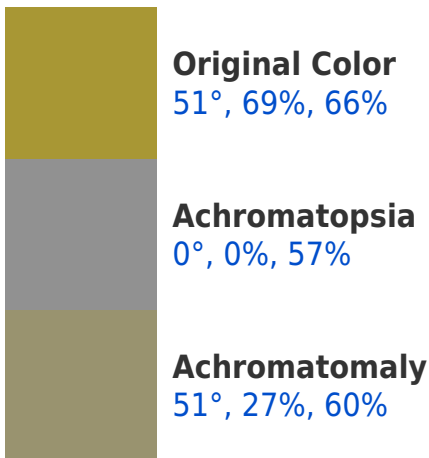 Original Color
51°, 69%, 66%
Achromatopsia
0°, 0%, 57%
Achromatomaly
51°, 27%, 60%